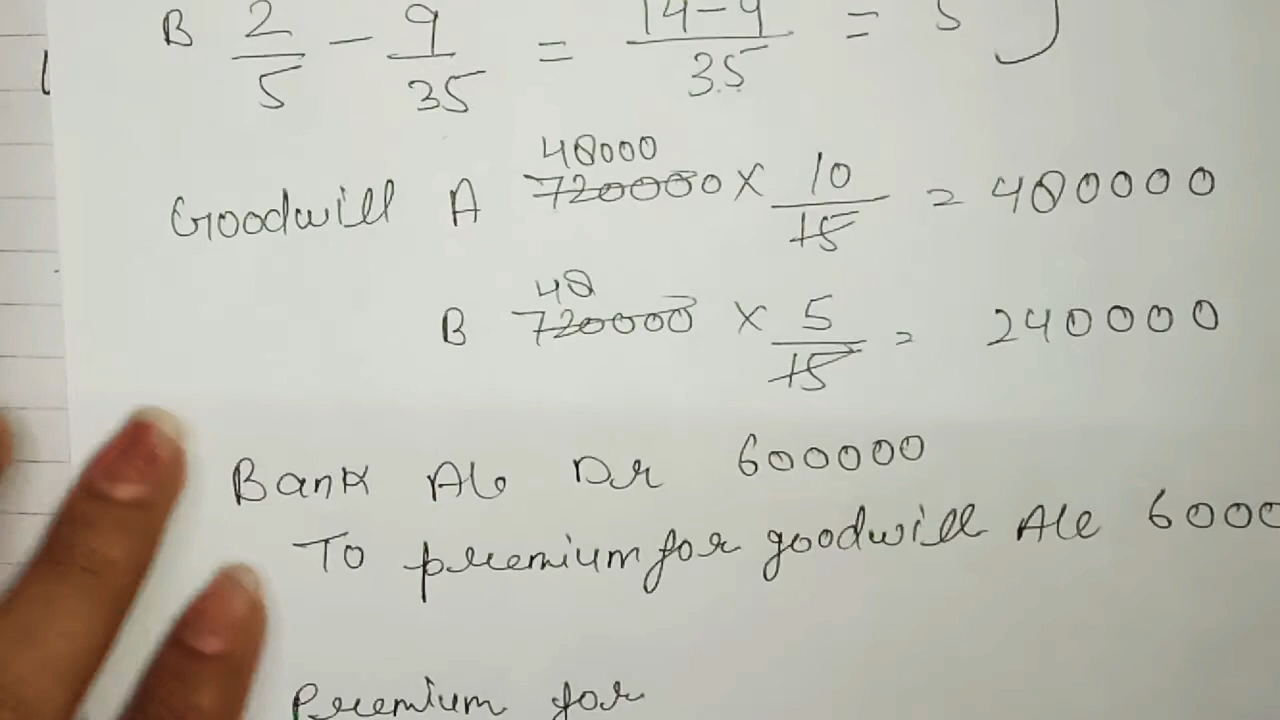 B 2/5 - 9/35 = 14-9/35 = 5
Goodwill A 48000 720000 × 10/15 = 480000
B 48 720000 × 5/15 = 240000
Bank A/c Dr 600000
To premium for goodwill A/c 6000
Premium for